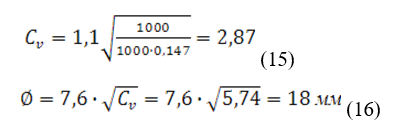 C_v = 1,1√(1000/(1000·0,147)) = 2,87 (15)
Ø = 7,6·√C_v = 7,6·√5,74 = 18 мм (16)